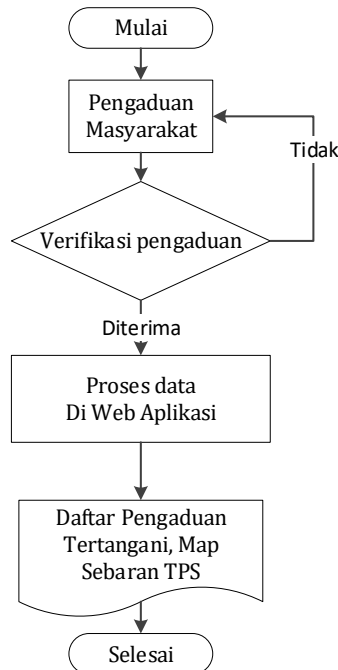 Mulai
Pengaduan
Masyarakat
Tidak
Verifikasi pengaduan
Diterima
Proses data
Di Web Aplikasi
Daftar Pengaduan
Tertangani, Map
Sebaran TPS
Selesai